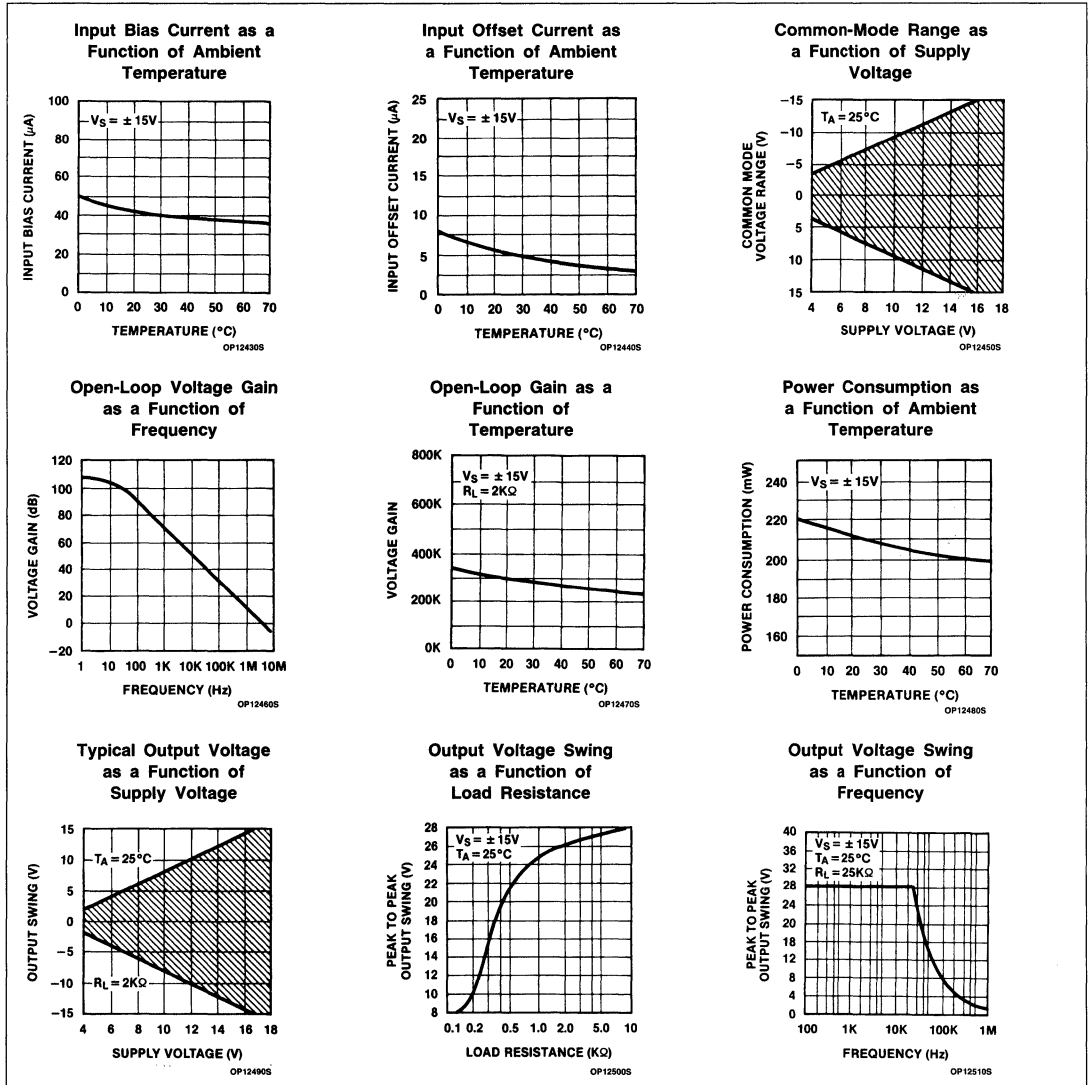 Input Bias Current as a
Function of Ambient
Temperature
INPUT BIAS CURRENT (µA)
100
80
60
40
20
0
VS = ± 15V
0 10 20 30 40 50 60 70
TEMPERATURE (°C)
OP12430S
Input Offset Current as
a Function of Ambient
Temperature
INPUT OFFSET CURRENT (µA)
25
20
15
10
5
0
VS = ± 15V
0 10 20 30 40 50 60 70
TEMPERATURE (°C)
OP12440S
Common-Mode Range as
a Function of Supply
Voltage
COMMON MODE
VOLTAGE RANGE (V)
-15
-10
-5
0
5
10
15
TA = 25°C
4 6 8 10 12 14 16 18
SUPPLY VOLTAGE (V)
OP12450S
Open-Loop Voltage Gain
as a Function of
Frequency
VOLTAGE GAIN (dB)
120
100
80
60
40
20
0
-20
1 10 100 1K 10K 100K 1M 10M
FREQUENCY (Hz)
OP12460S
Open-Loop Gain as a
Function of
Temperature
VOLTAGE GAIN
800K
600K
400K
200K
0K
VS = ± 15V
RL = 2KΩ
0 10 20 30 40 50 60 70
TEMPERATURE (°C)
OP12470S
Power Consumption as
a Function of Ambient
Temperature
POWER CONSUMPTION (mW)
240
220
200
180
160
VS = ± 15V
0 10 20 30 40 50 60 70
TEMPERATURE (°C)
OP12480S
Typical Output Voltage
as a Function of
Supply Voltage
OUTPUT SWING (V)
15
10
5
0
-5
-10
-15
TA = 25°C
RL = 2KΩ
4 6 8 10 12 14 16 18
SUPPLY VOLTAGE (V)
OP12490S
Output Voltage Swing
as a Function of
Load Resistance
PEAK TO PEAK
OUTPUT SWING (V)
28
26
24
22
20
18
16
14
12
10
8
VS = ± 15V
TA = 25°C
0.1 0.2 0.5 1.0 2.0 5.0 10
LOAD RESISTANCE (KΩ)
OP12500S
Output Voltage Swing
as a Function of
Frequency
PEAK TO PEAK
OUTPUT SWING (V)
40
36
32
28
24
20
18
12
8
4
0
VS = ± 15V
TA = 25°C
RL = 25KΩ
100 1K 10K 100K 1M
FREQUENCY (Hz)
OP12510S